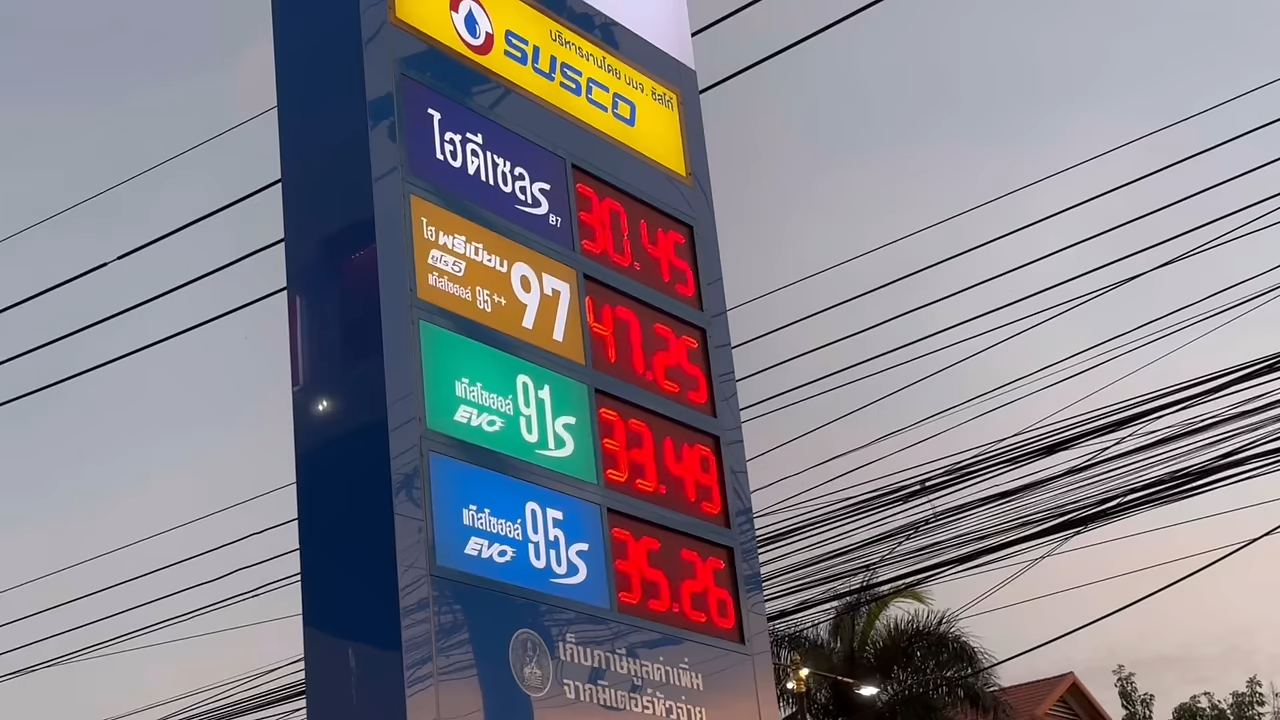 บริหารงานโดย บมจ. ซัสโก้
SUSCO
ไฮดีเซลS
B7
30.45
ไฮ พรีเมียม
ยูโร 5
แก๊สโซฮอล์ 95++
97
47.25
แก๊สโซฮอล์
EVO
91S
33.49
แก๊สโซฮอล์
EVO
95S
35.26
เก็บภาษีมูลค่าเพิ่ม
จากมิเตอร์หัวจ่าย